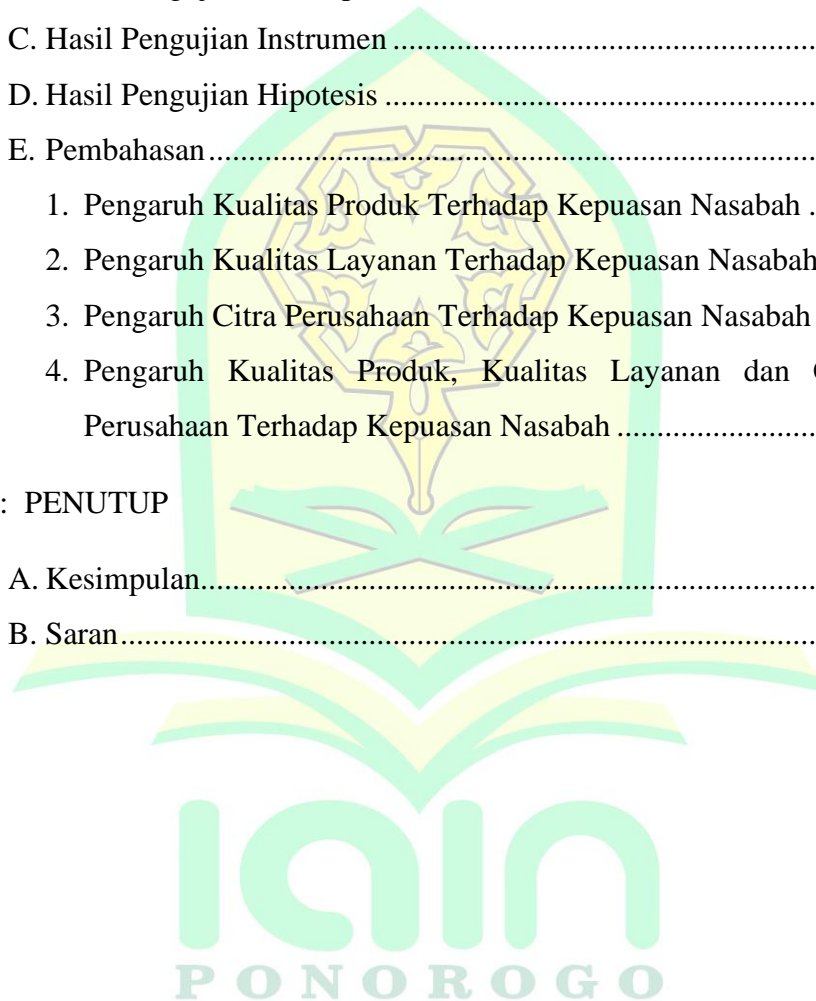 C. Hasil Pengujian Instrumen ......................................................
D. Hasil Pengujian Hipotesis .......................................................
E. Pembahasan.............................................................................
1. Pengaruh Kualitas Produk Terhadap Kepuasan Nasabah .
2. Pengaruh Kualitas Layanan Terhadap Kepuasan Nasabah
3. Pengaruh Citra Perusahaan Terhadap Kepuasan Nasabah
4. Pengaruh Kualitas Produk, Kualitas Layanan dan
Perusahaan Terhadap Kepuasan Nasabah .........................
: PENUTUP
A. Kesimpulan..............................................................................
B. Saran........................................................................................
iain
PONOROGO